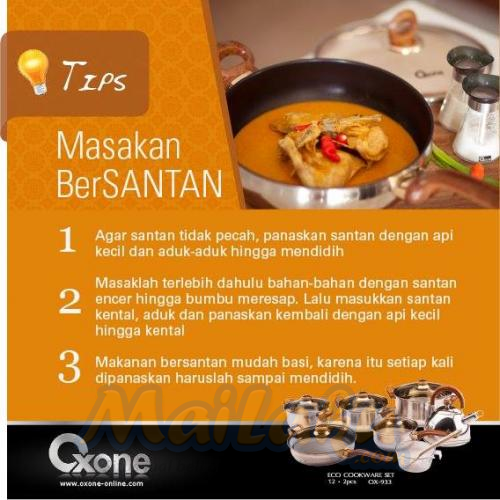 TIPS
Oxone
Masakan
BerSANTAN
1
Agar santan tidak pecah, panaskan santan dengan api
kecil dan aduk-aduk hingga mendidih
2
Masaklah terlebih dahulu bahan-bahan dengan santan
encer hingga bumbu meresap. Lalu masukkan santan
kental, aduk dan panaskan kembali dengan api kecil
hingga kental
3
Makanan bersantan mudah basi, karena itu setiap kali
dipanaskan haruslah sampai mendidih.
Oxone
www.oxone-online.com
ECO COOKWARE SET
12 + 2pcs OX-933